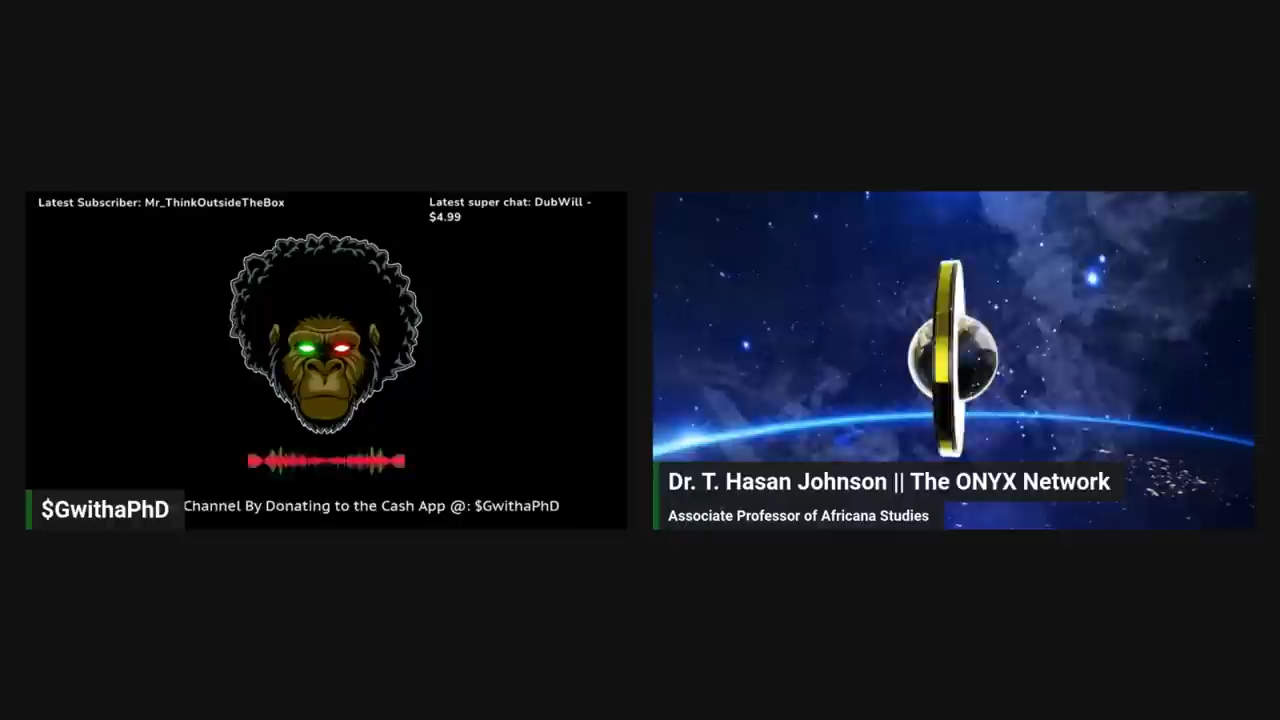 Latest Subscriber: Mr_ThinkOutsideTheBox
Latest super chat: DubWill -
$4.99
$GwithaPhD
Channel By Donating to the Cash App @: $GwithaPhD
Dr. T. Hasan Johnson || The ONYX Network
Associate Professor of Africana Studies